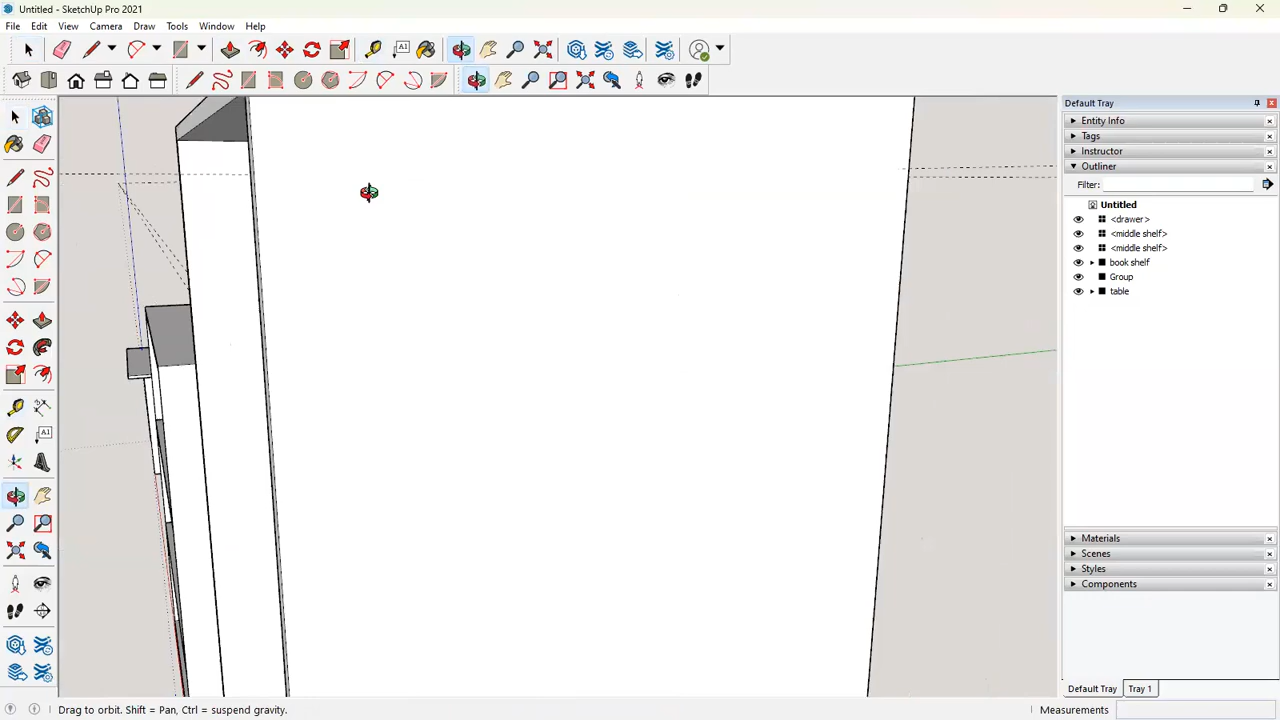 Untitled - SketchUp Pro 2021
File Edit View Camera Draw Tools Window Help
A1
Default Tray
Entity Info
Tags
Instructor
Outliner
Filter:
Untitled
<drawer>
<middle shelf>
<middle shelf>
book shelf
Group
table
A1
Materials
Scenes
Styles
Components
Default Tray Tray 1
Drag to orbit. Shift = Pan, Ctrl = suspend gravity.
Measurements